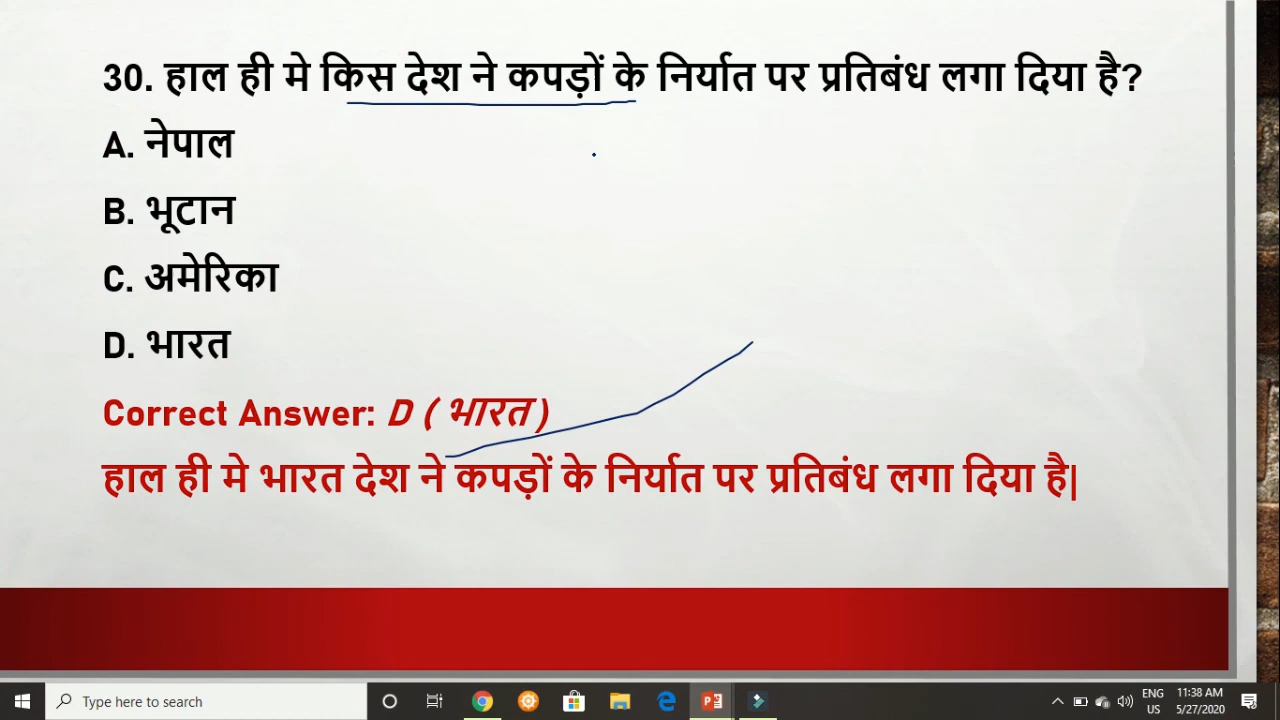 30. हाल ही मे किस देश ने कपड़ों के निर्यात पर प्रतिबंध लगा दिया है?
A. नेपाल
B. भूटान
C. अमेरिका
D. भारत
Correct Answer: D ( भारत )
हाल ही मे भारत देश ने कपड़ों के निर्यात पर प्रतिबंध लगा दिया है|
Type here to search
ENG
US
11:38 AM
5/27/2020